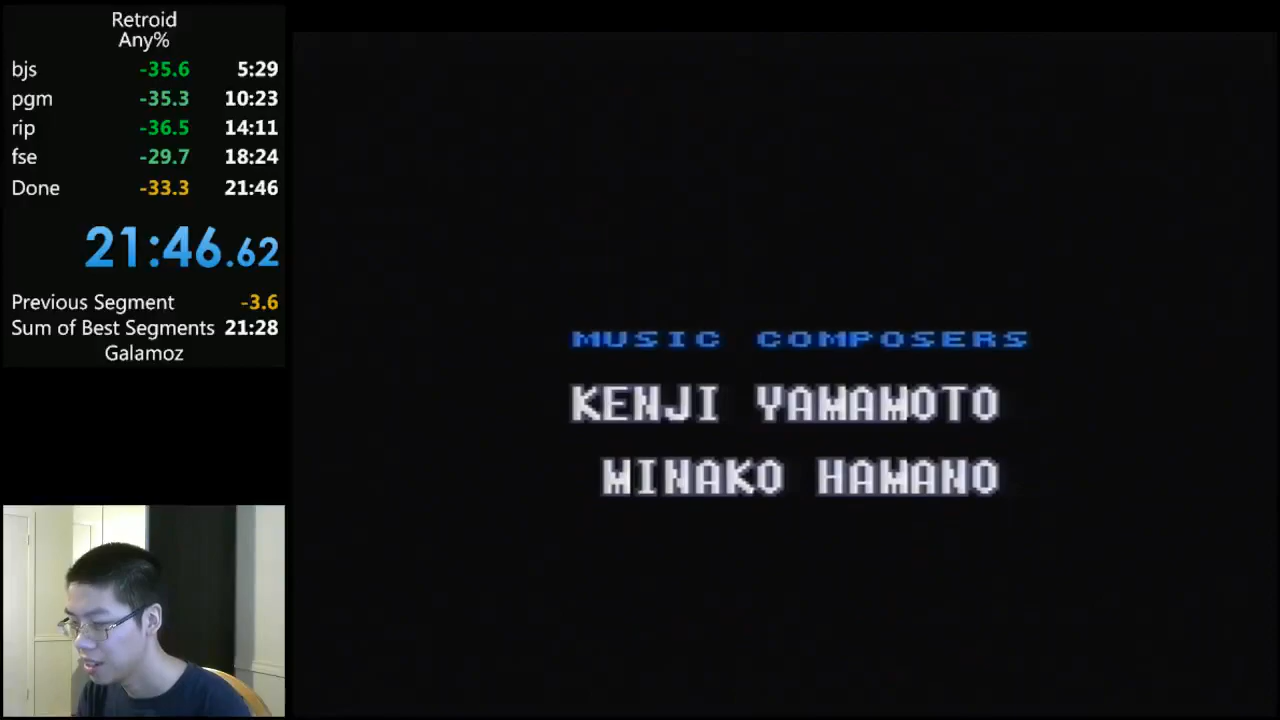 Retroid
Any%
bjs -35.6 5:29
pgm -35.3 10:23
rip -36.5 14:11
fse -29.7 18:24
Done -33.3 21:46
21:46.62
Previous Segment -3.6
Sum of Best Segments 21:28
Galamoz
MUSIC COMPOSERS
KENJI YAMAMOTO
MINAKO HAMANO